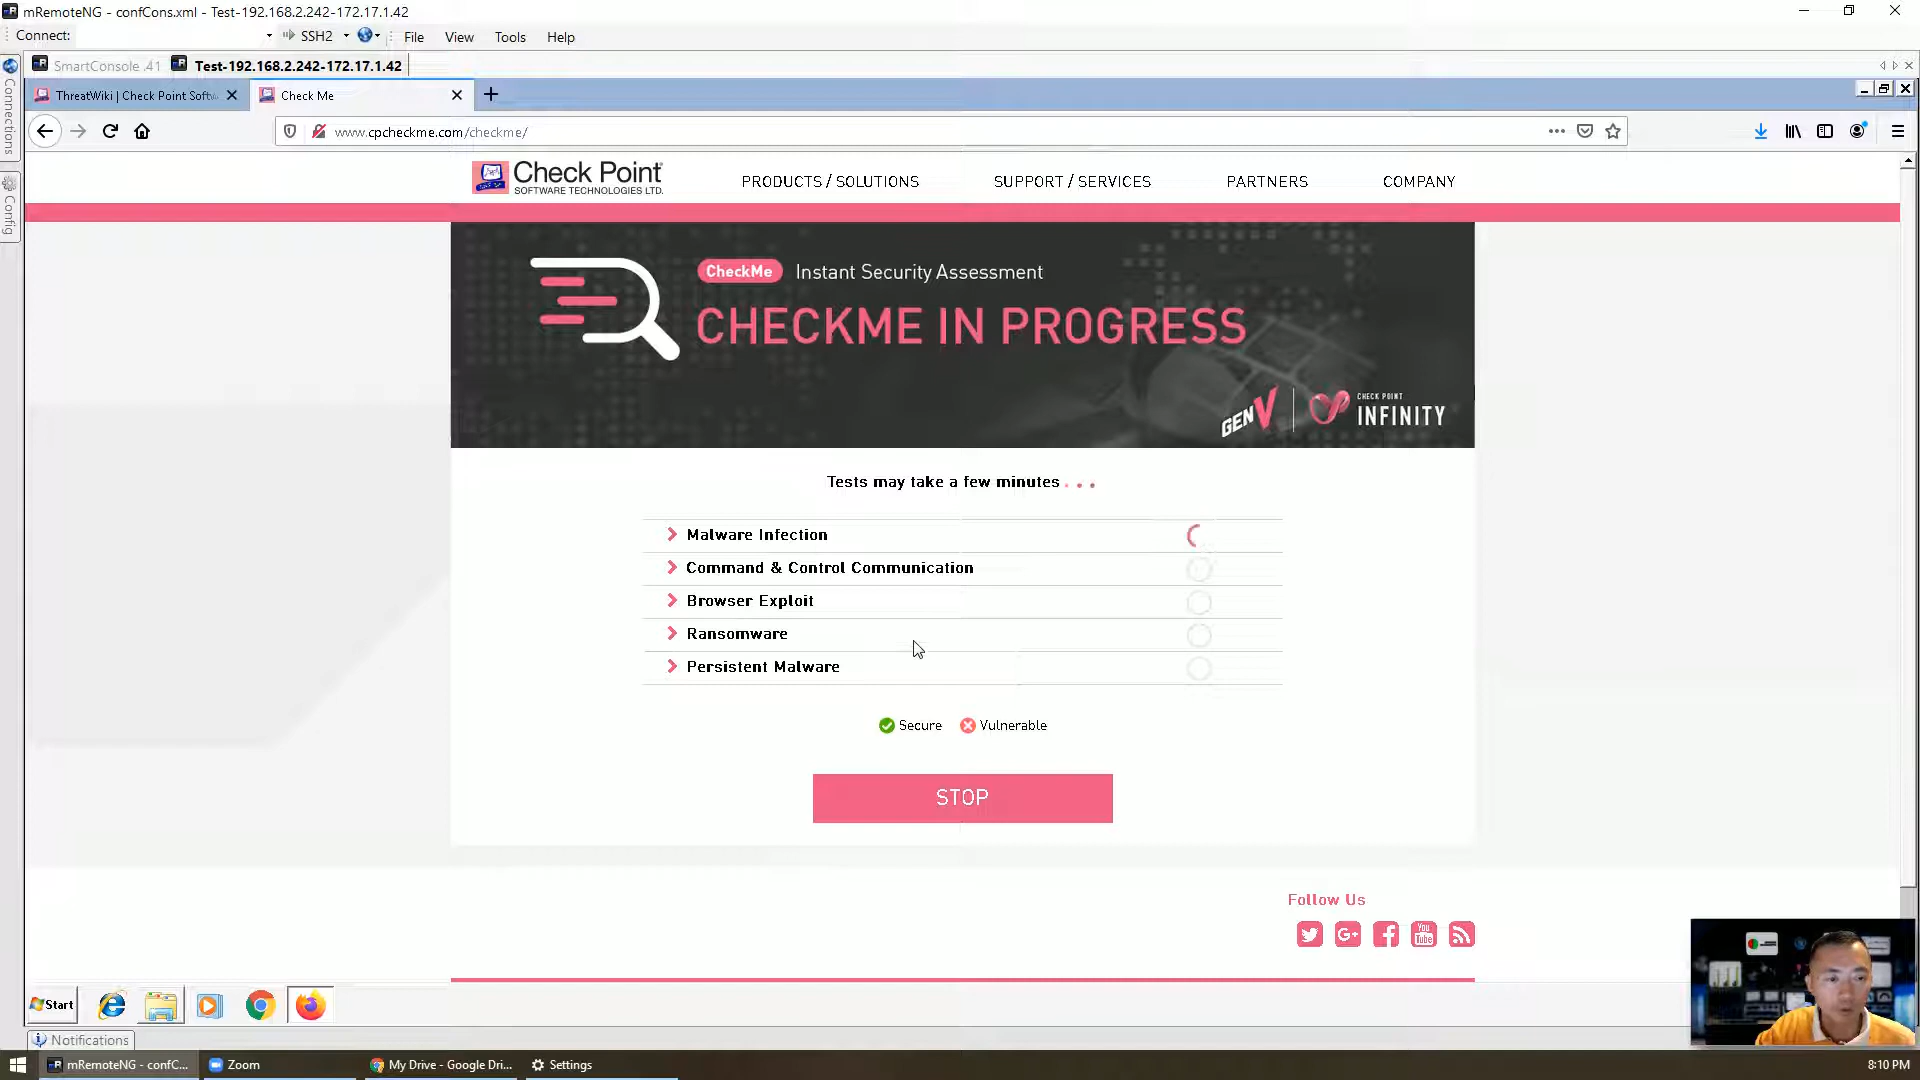 mRemoteNG - confCons.xml - Test-192.168.2.242-172.17.1.42
Connect: SSH2 File View Tools Help
SmartConsole .41 Test-192.168.2.242-172.17.1.42
Connections
Config
ThreatWiki | Check Point Softw Check Me
www.cpcheckme.com/checkme/
Check Point
SOFTWARE TECHNOLOGIES LTD.
PRODUCTS / SOLUTIONS SUPPORT / SERVICES PARTNERS COMPANY
CheckMe Instant Security Assessment
CHECKME IN PROGRESS
GEN V
CHECK POINT
INFINITY
Tests may take a few minutes . . .
Malware Infection
Command & Control Communication
Browser Exploit
Ransomware
Persistent Malware
Secure Vulnerable
STOP
Follow Us
G+
You
Tube
Start
Notifications
mRemoteNG - confC... Zoom My Drive - Google Dri... Settings 8:10 PM